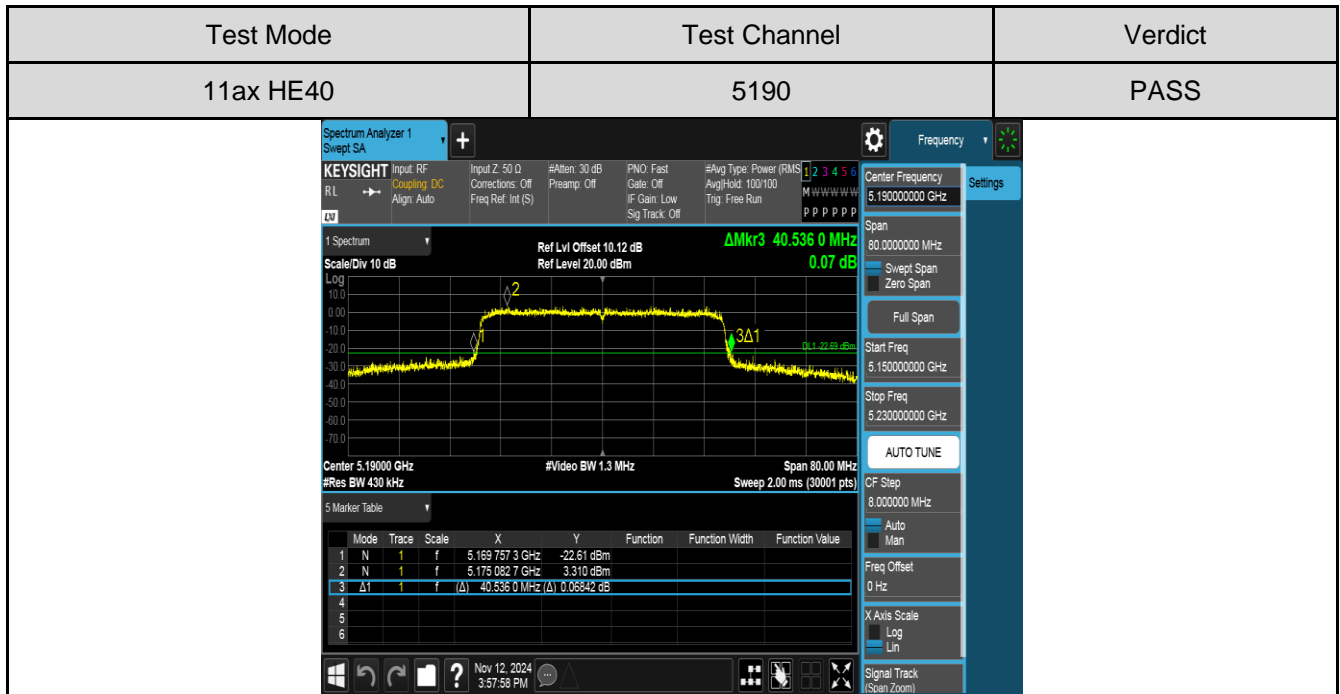 Test Mode Test Channel Verdict
11ax HE40 5190 PASS
Spectrum Analyzer 1
Swept SA
+
Frequency
KEYSIGHT
RL
LXI
Input: RF
Coupling: DC
Align: Auto
Input Z: 50 Ω
Corrections: Off
Freq Ref: Int (S)
#Atten: 30 dB
Preamp: Off
PNO: Fast
Gate: Off
IF Gain: Low
Sig Track: Off
#Avg Type: Power (RMS
Avg|Hold: 100/100
Trig: Free Run
1 2 3 4 5 6
M W W W W W
P P P P P P
1 Spectrum
Scale/Div 10 dB
Ref Lvl Offset 10.12 dB
Ref Level 20.00 dBm
ΔMkr3 40.536 0 MHz
0.07 dB
Log
10.0
0.00
-10.0
-20.0
-30.0
-40.0
-50.0
-60.0
-70.0
2
1
3Δ1
DL1 -22.69 dBm
Center 5.19000 GHz #Video BW 1.3 MHz Span 80.00 MHz
#Res BW 430 kHz Sweep 2.00 ms (30001 pts)
5 Marker Table
Mode Trace Scale X Y Function Function Width Function Value
1 N 1 f 5.169 757 3 GHz -22.61 dBm
2 N 1 f 5.175 082 7 GHz 3.310 dBm
3 Δ1 1 f (Δ) 40.536 0 MHz (Δ) 0.06842 dB
4
5
6
?
Nov 12, 2024
3:57:58 PM
Center Frequency
5.190000000 GHz
Settings
Span
80.0000000 MHz
Swept Span
Zero Span
Full Span
Start Freq
5.150000000 GHz
Stop Freq
5.230000000 GHz
AUTO TUNE
CF Step
8.000000 MHz
Auto
Man
Freq Offset
0 Hz
X Axis Scale
Log
Lin
Signal Track
(Span Zoom)